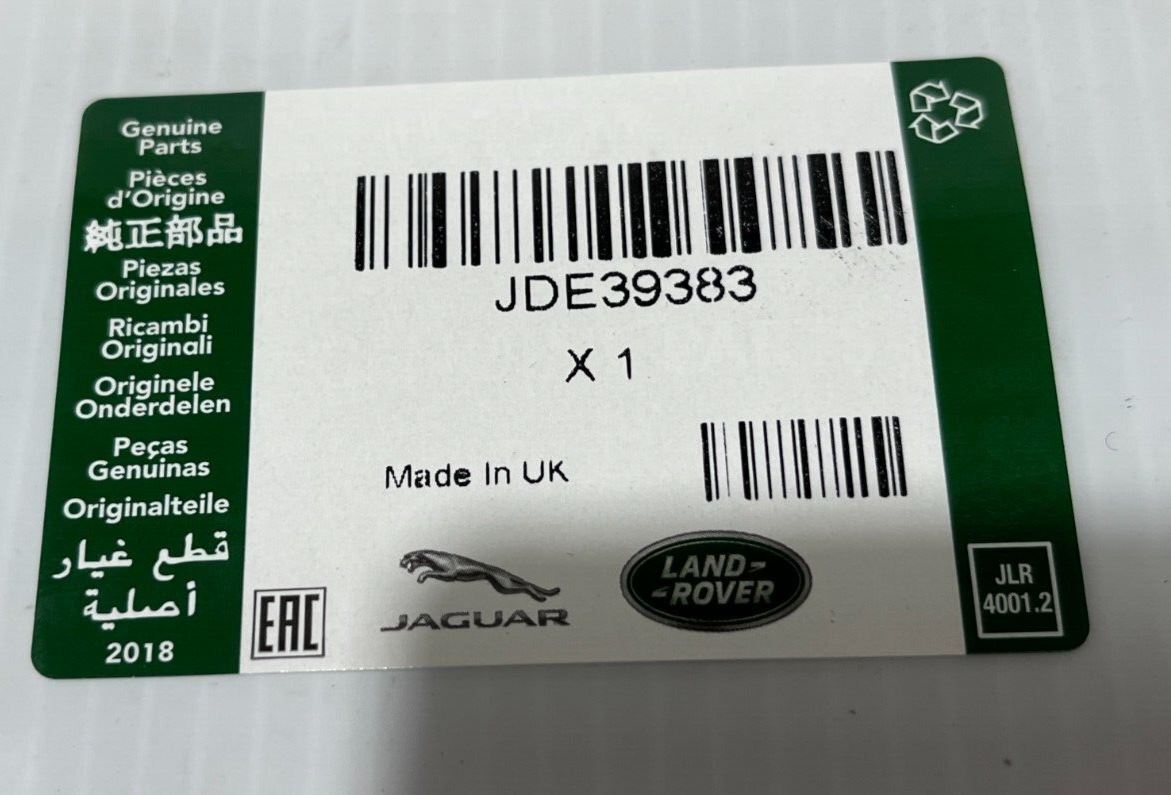 Genuine
Parts
Pièces
d'Origine
純正部品
Piezas
Originales
Ricambi
Originali
Originele
Onderdelen
Peças
Genuinas
Originalteile
قطع غيار
أصلية
2018
JDE39383
X 1
Made In UK
EAC
JAGUAR
LAND-
-ROVER
JLR
4001.2